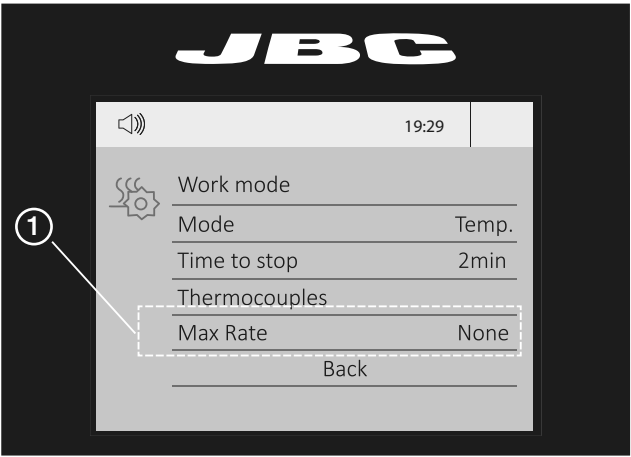 JBC
19:29
Work mode
Mode Temp.
Time to stop 2min
Thermocouples
1
Max Rate None
Back